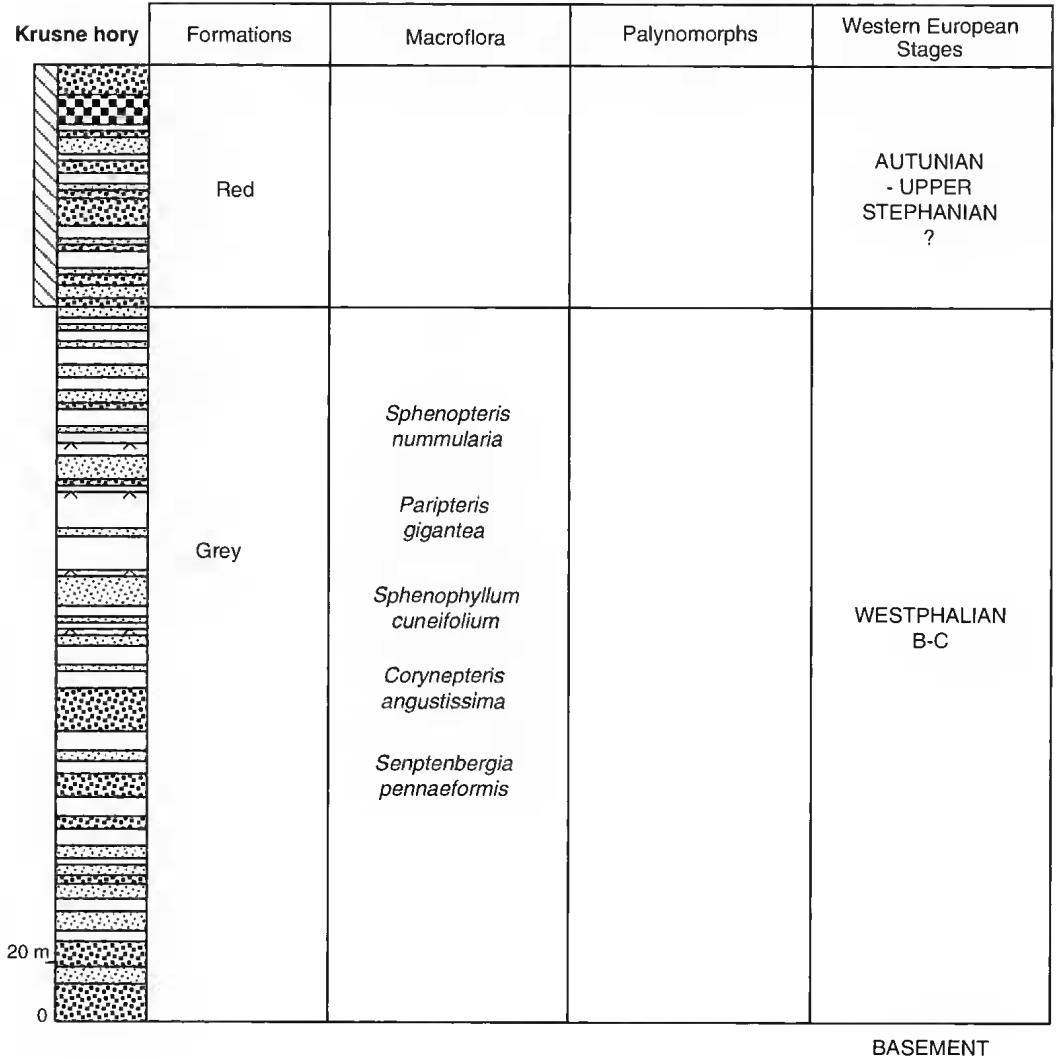 Krusne hory
Formations
Macroflora
Palynomorphs
Western European
Stages
Red
AUTUNIAN
- UPPER
STEPHANIAN
?
Grey
Sphenopteris
nummularia
Paripteris
gigantea
Sphenophyllum
cuneifolium
Corynepteris
angustissima
Senptenbergia
pennaeformis
WESTPHALIAN
B-C
20 m
0
BASEMENT